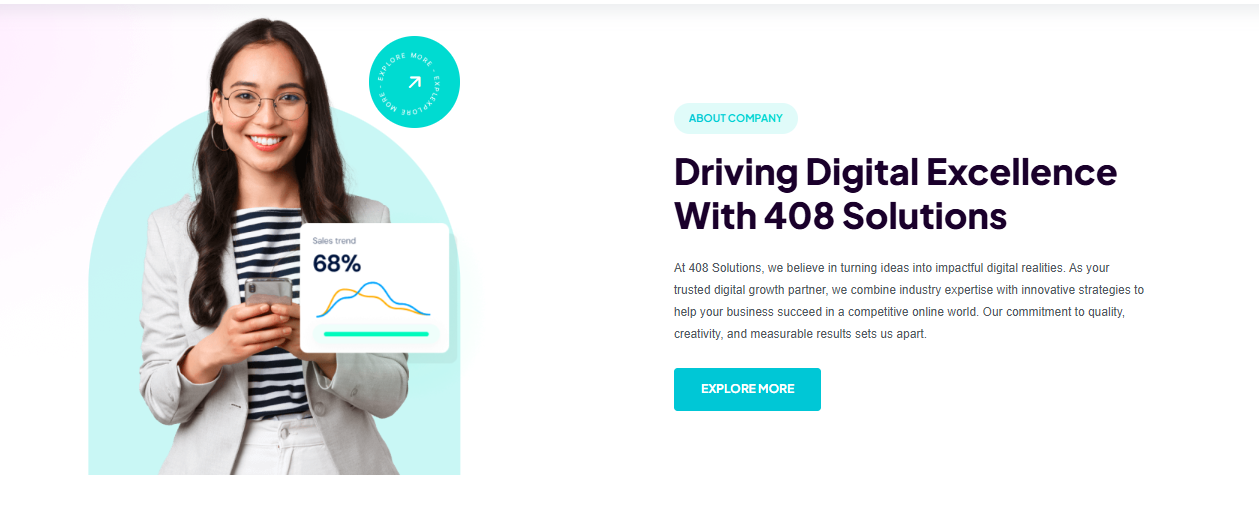 EXPLORE MORE - EXPLEXPLORE MORE -
ABOUT COMPANY
Driving Digital Excellence
With 408 Solutions
Sales trend
68%
At 408 Solutions, we believe in turning ideas into impactful digital realities. As your
trusted digital growth partner, we combine industry expertise with innovative strategies to
help your business succeed in a competitive online world. Our commitment to quality,
creativity, and measurable results sets us apart.
EXPLORE MORE